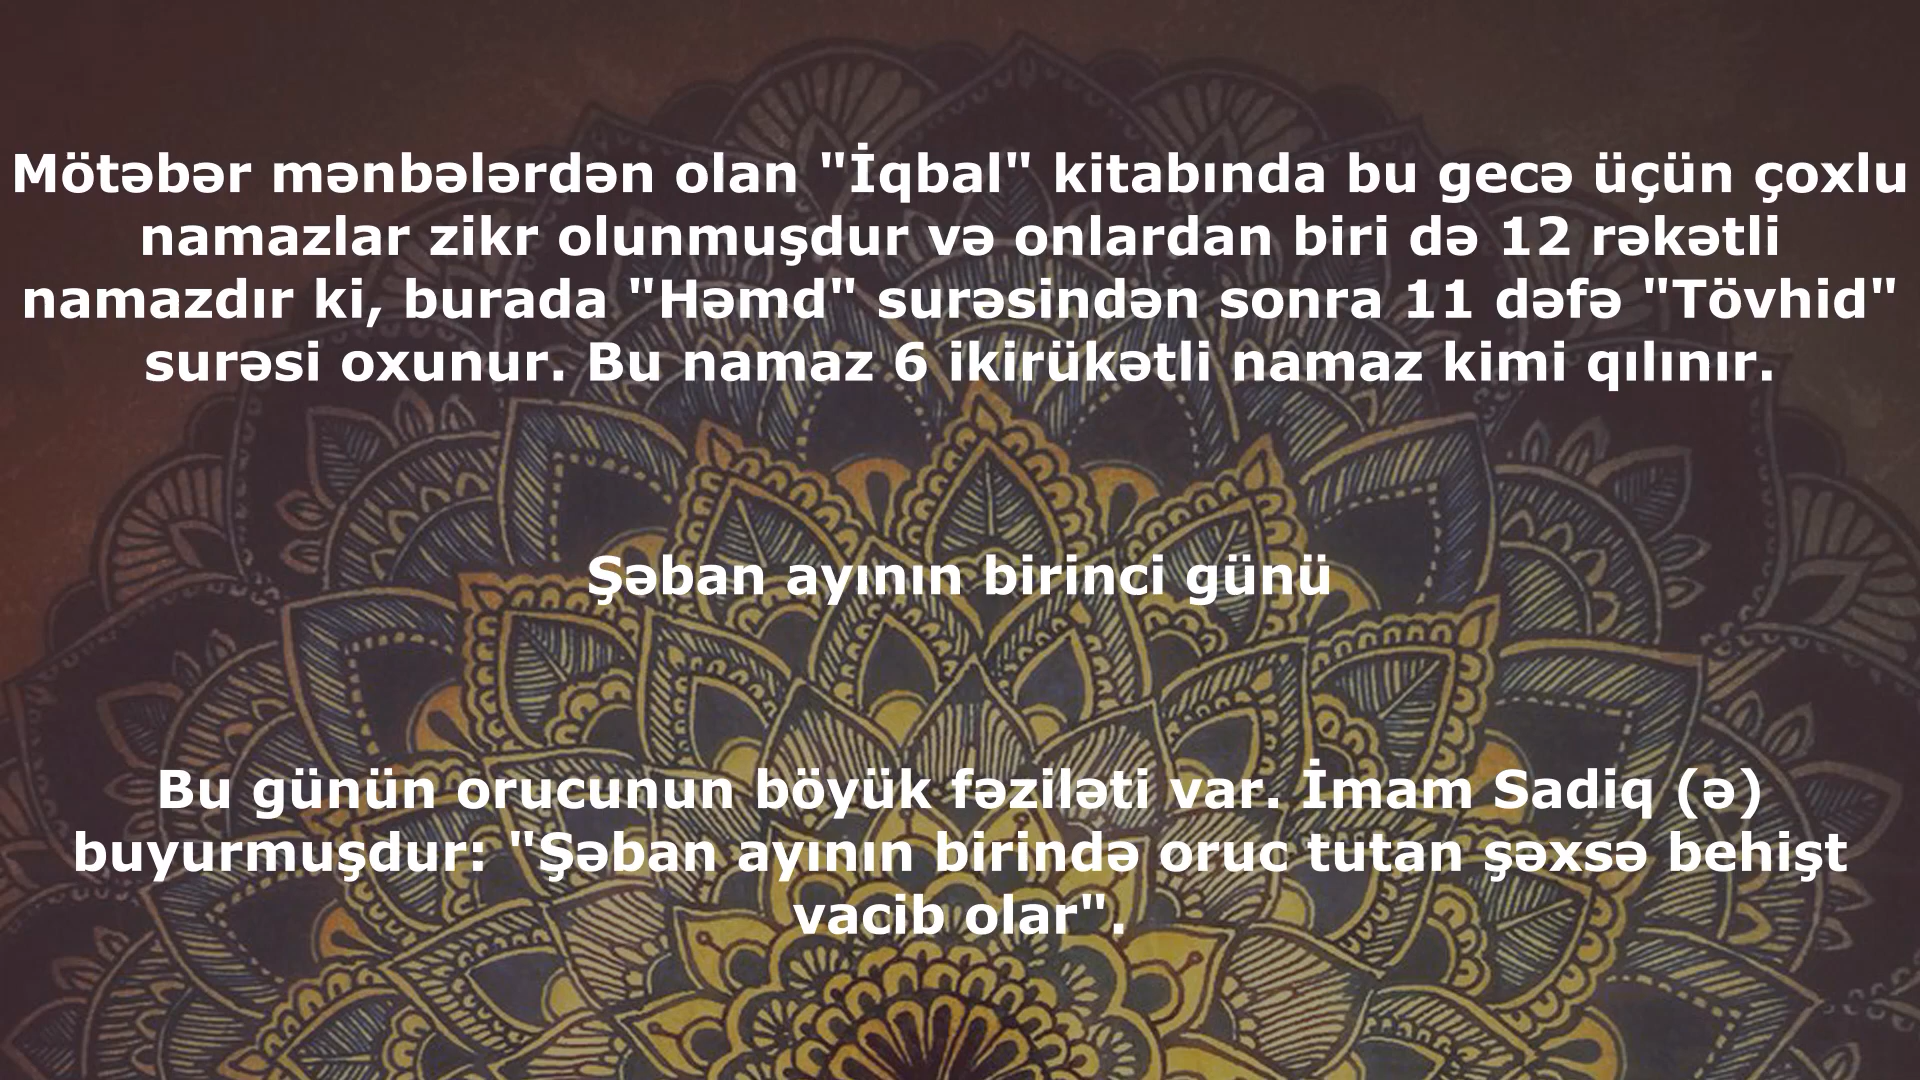 Mötəbər mənbələrdən olan "İqbal" kitabında bu gecə üçün çoxlu
namazlar zikr olunmuşdur və onlardan biri də 12 rəkətli
namazdır ki, burada "Həmd" surəsindən sonra 11 dəfə "Tövhid"
surəsi oxunur. Bu namaz 6 ikirükətli namaz kimi qılınır.
Şəban ayının birinci günü
Bu günün orucunun böyük fəziləti var. İmam Sadiq (ə)
buyurmuşdur: "Şəban ayının birində oruc tutan şəxsə behişt
vacib olar".